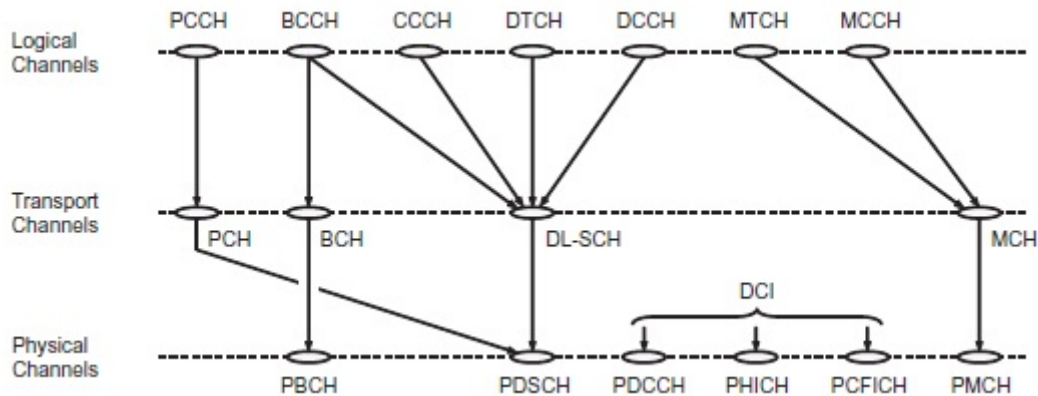 PCCH BCCH CCCH DTCH DCCH MTCH MCCH
Logical
Channels
Transport
Channels
PCH BCH DL-SCH MCH
DCI
Physical
Channels
PBCH PDSCH PDCCH PHICH PCFICH PMCH